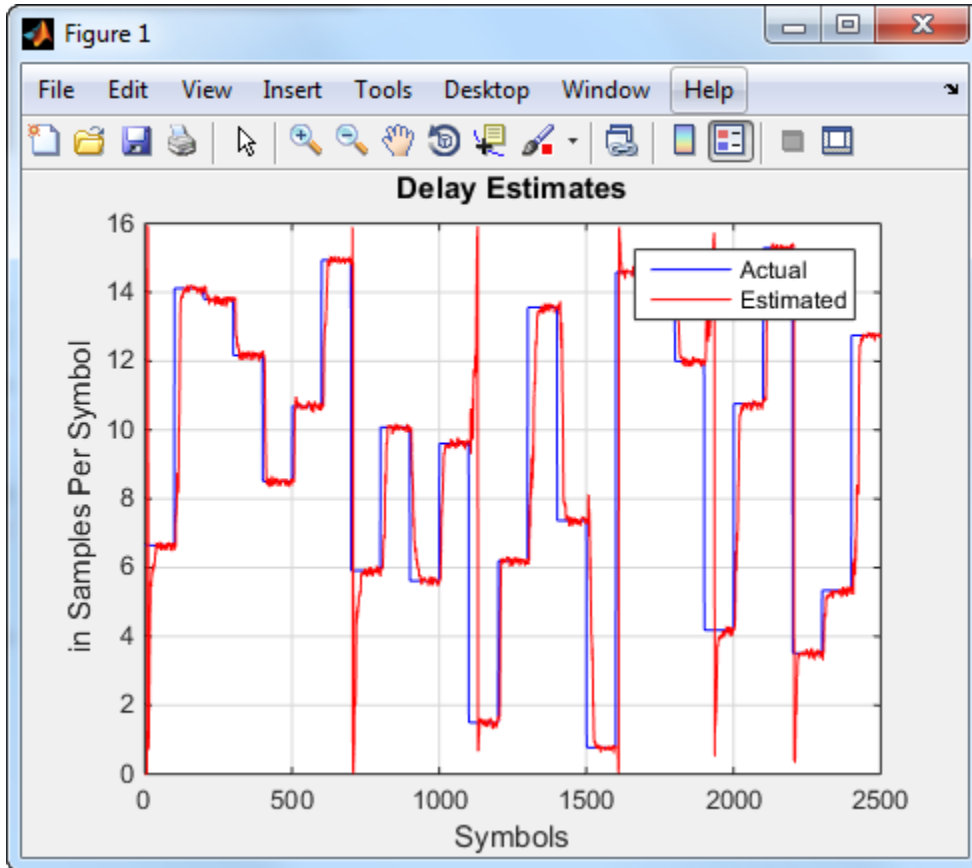 Figure 1
File Edit View Insert Tools Desktop Window Help
Delay Estimates
in Samples Per Symbol
16
14
12
10
8
6
4
2
0
Actual
Estimated
0 500 1000 1500 2000 2500
Symbols